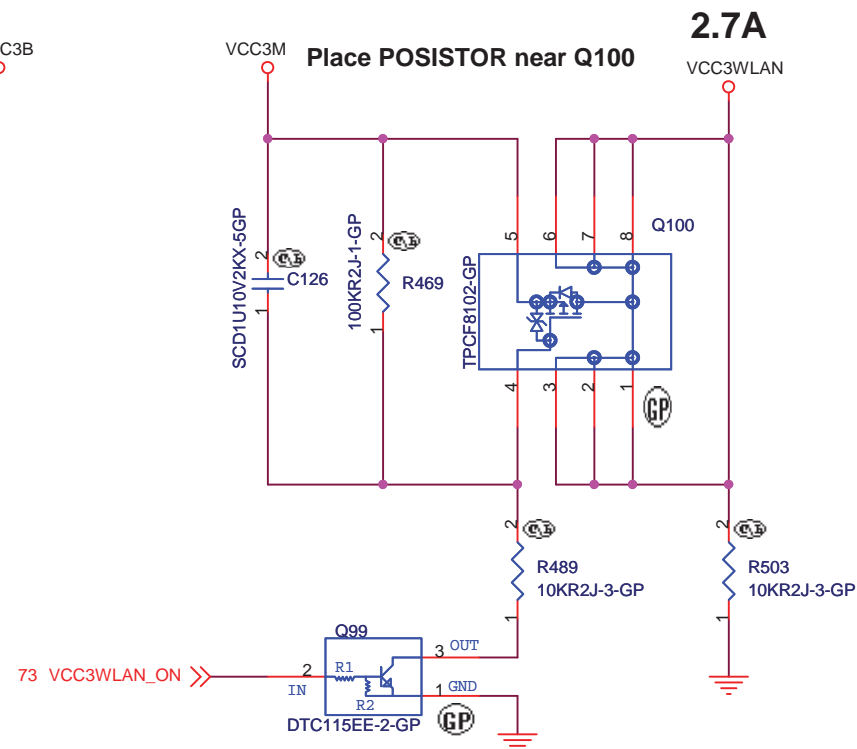 2.7A
C3B
VCC3M
Place POSISTOR near Q100
VCC3WLAN
SCD1U10V2KX-5GP
2
C126
1
100KR2J-1-GP
2
R469
1
TPCF8102-GP
5
6
7
8
Q100
4
3
2
1
GP
2
R489
10KR2J-3-GP
1
2
R503
10KR2J-3-GP
1
73 VCC3WLAN_ON
Q99
2
IN
R1
R2
3 OUT
1 GND
DTC115EE-2-GP
GP